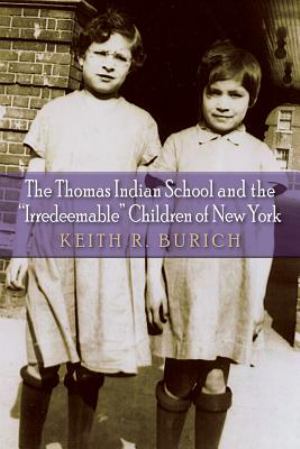 The Thomas Indian School and the
“Irredeemable” Children of New York
KEITH R. BURICH